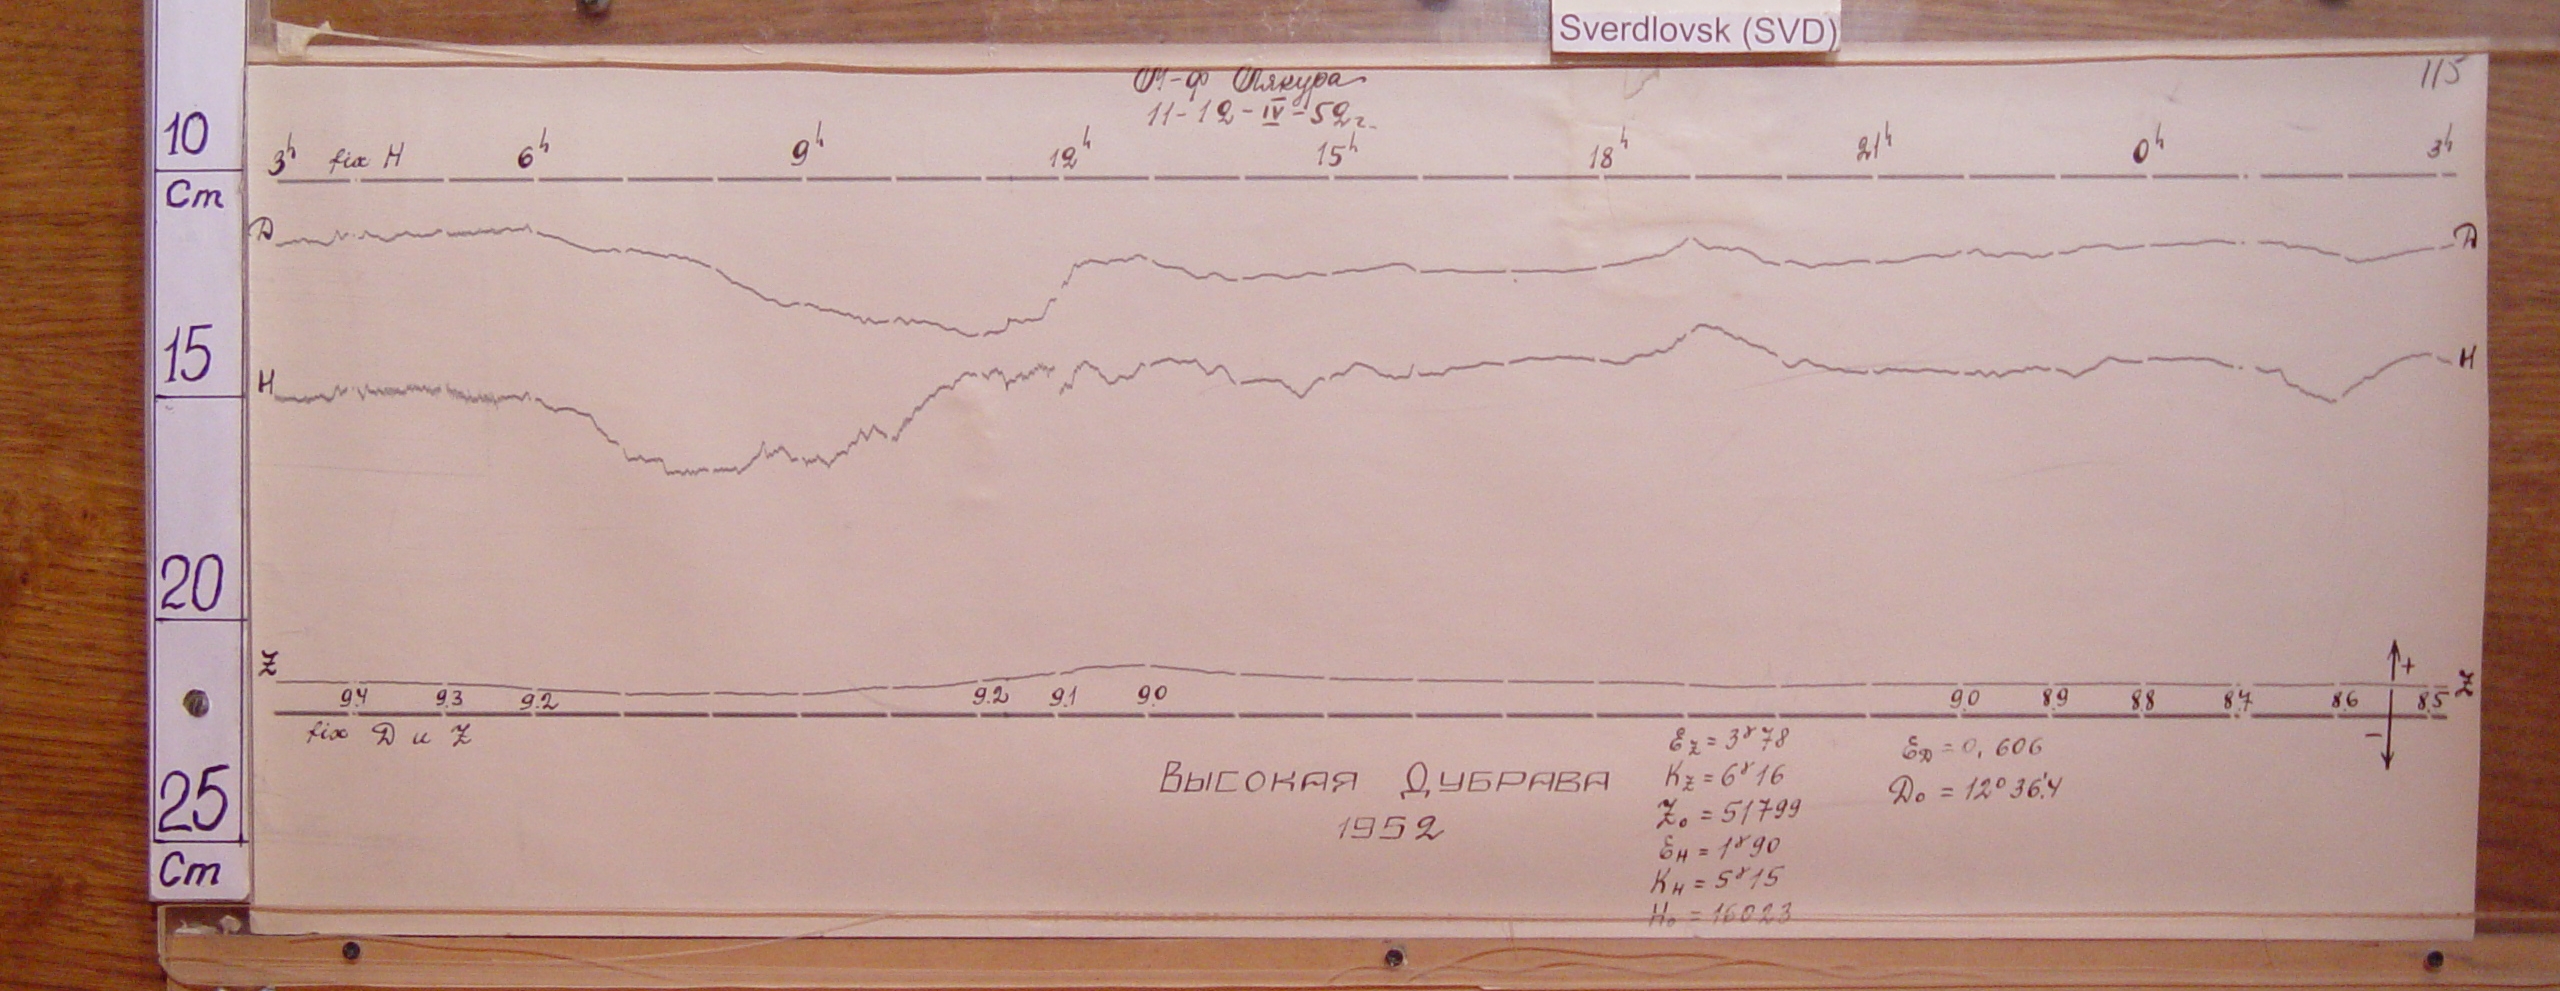 Sverdlovsk (SVD)
115
М-ф Пякура
11-12-IV-52г.
10
Cm
15
20
25
Cm
3h fix H 6h 9h 12h 15h 18h 21h 0h 3h
D D
H H
Z Z
+
-
9.4 9.3 9.2 9.2 9.1 9.0 9.0 8.9 8.8 8.7 8.6 8.5
fix D и Z
ВЫСОКАЯ ДУБРАВА
1952
εz = 3γ78
Kz = 6γ16
Z₀ = 51799
εH = 1γ90
KH = 5γ15
H₀ = 16023
εD = 0,606
D₀ = 12°36'.4